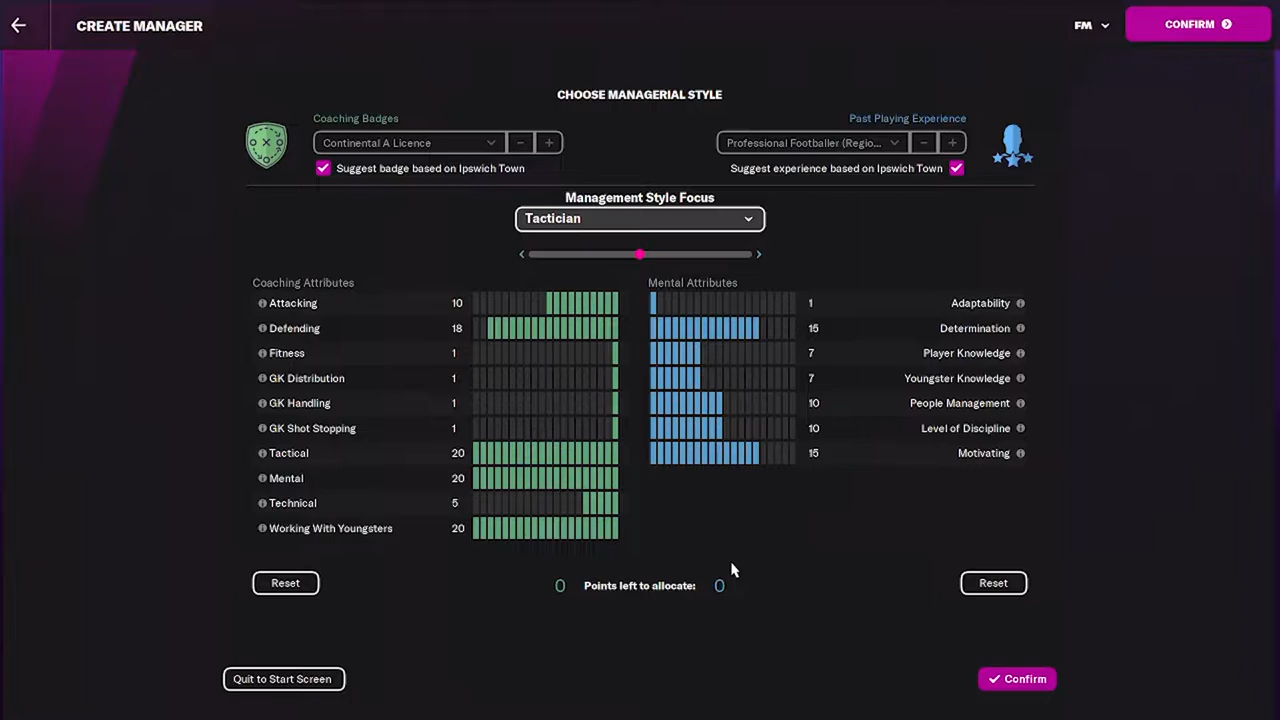 CREATE MANAGER
FM
CONFIRM
CHOOSE MANAGERIAL STYLE
Coaching Badges
Past Playing Experience
Continental A Licence
Professional Footballer (Regio...
Suggest badge based on Ipswich Town
Suggest experience based on Ipswich Town
Management Style Focus
Tactician
Coaching Attributes
Mental Attributes
Attacking 10
1 Adaptability
Defending 18
15 Determination
Fitness 1
7 Player Knowledge
GK Distribution 1
7 Youngster Knowledge
GK Handling 1
10 People Management
GK Shot Stopping 1
10 Level of Discipline
Tactical 20
15 Motivating
Mental 20
Technical 5
Working With Youngsters 20
Reset
0 Points left to allocate: 0
Reset
Quit to Start Screen
Confirm